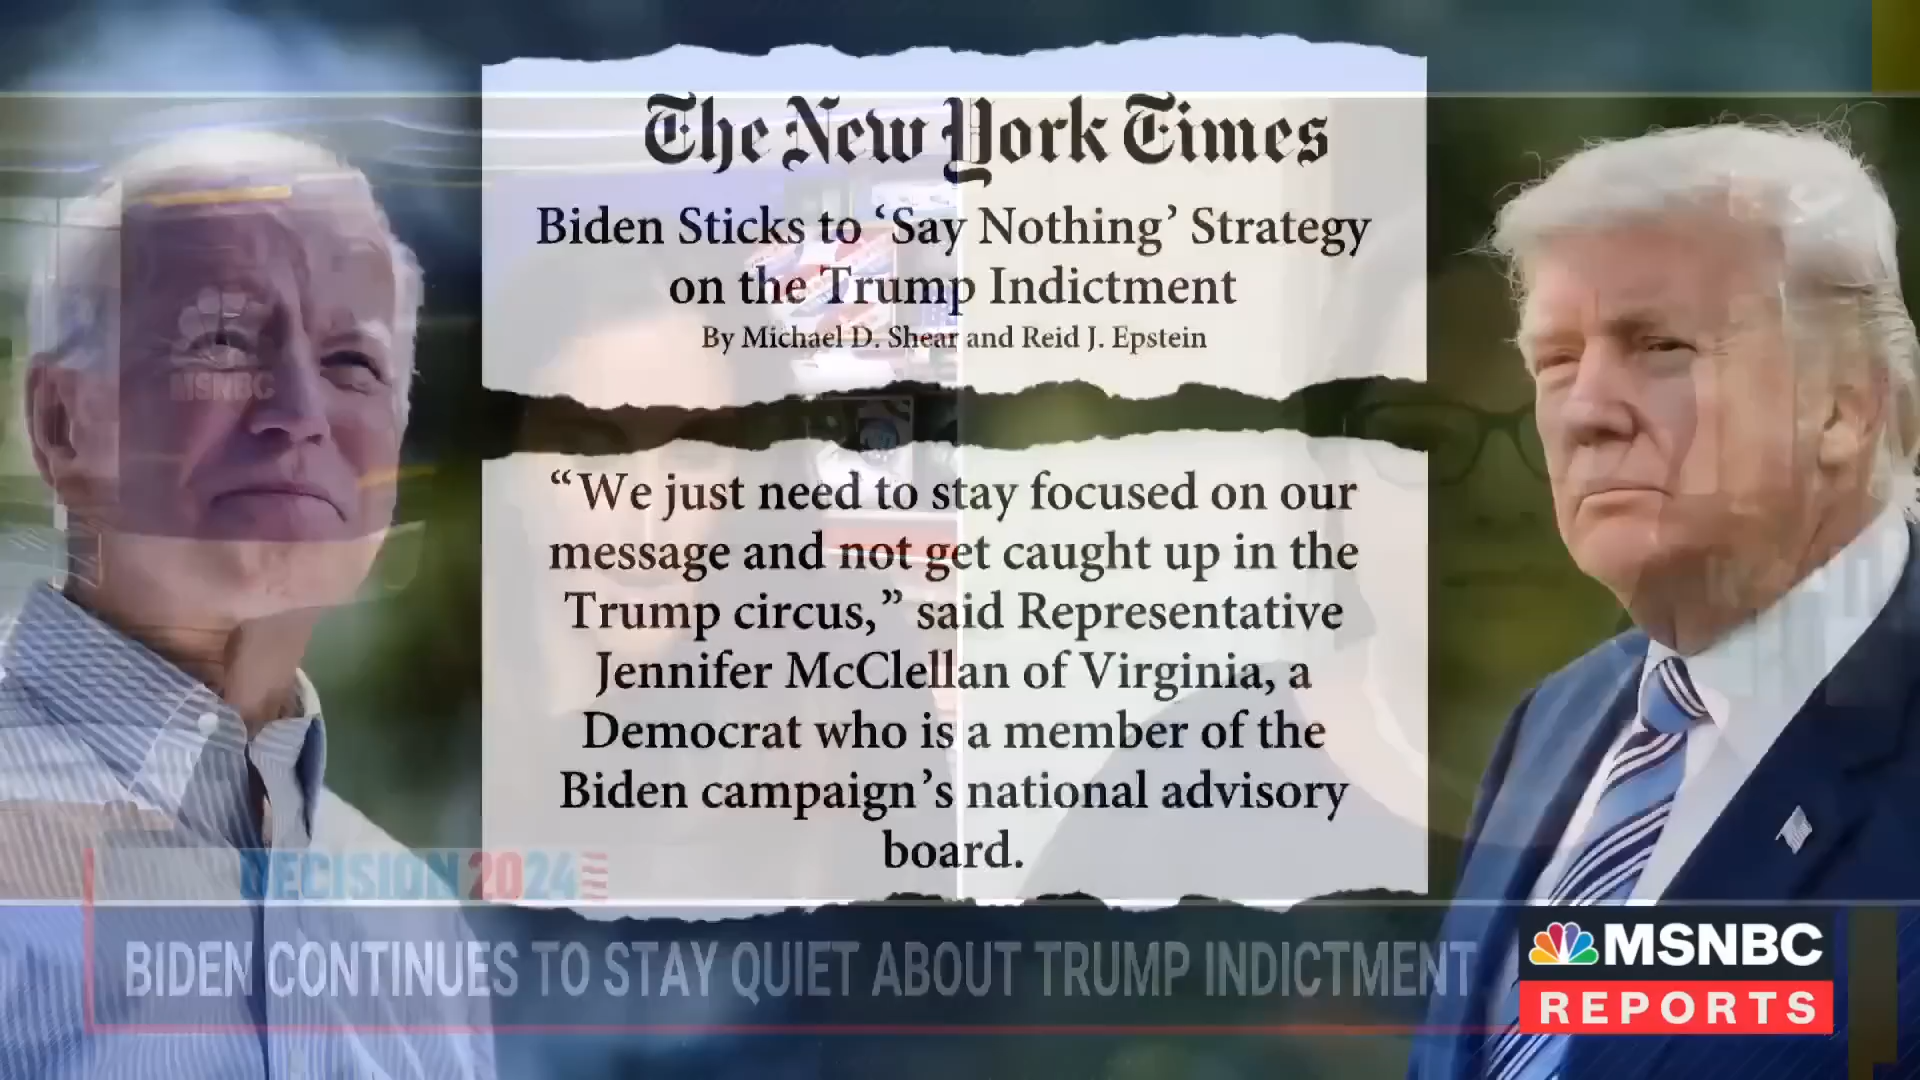 The New York Times
Biden Sticks to ‘Say Nothing’ Strategy
on the Trump Indictment
By Michael D. Shear and Reid J. Epstein
MSNBC
“We just need to stay focused on our
message and not get caught up in the
Trump circus,” said Representative
Jennifer McClellan of Virginia, a
Democrat who is a member of the
Biden campaign’s national advisory
board.
DECISION 2024
BIDEN CONTINUES TO STAY QUIET ABOUT TRUMP INDICTMENT
MSNBC
REPORTS